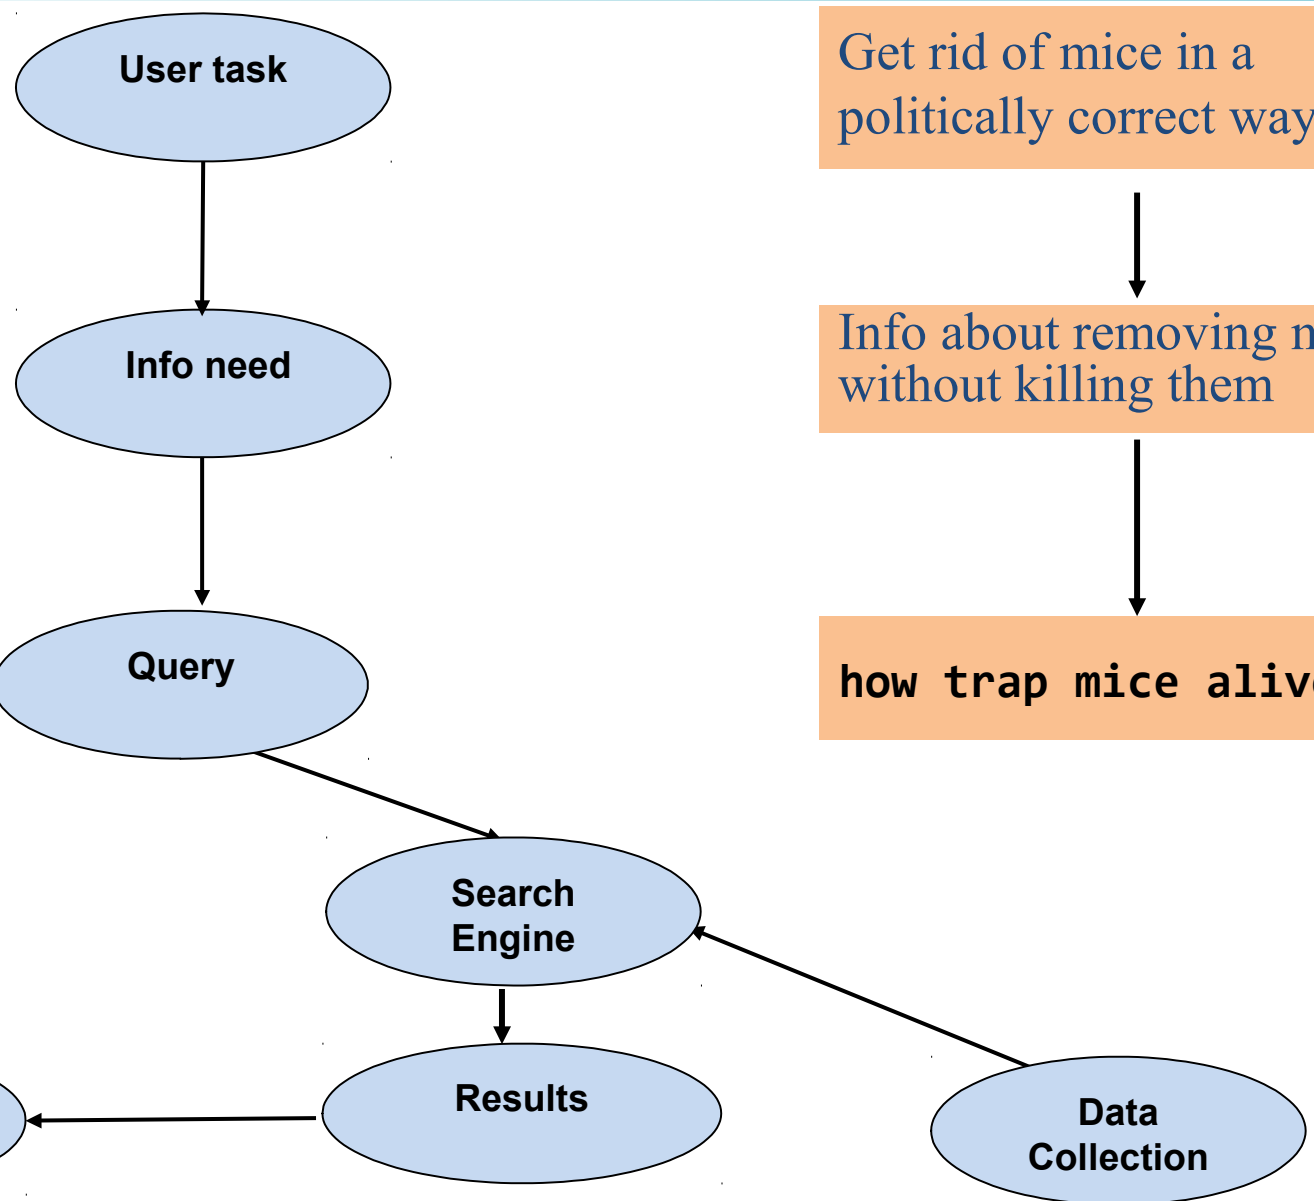 User task
Get rid of mice in a
politically correct way
Info need
Info about removing
without killing them
Query
how trap mice
Search
Engine
Results
Data
Collection